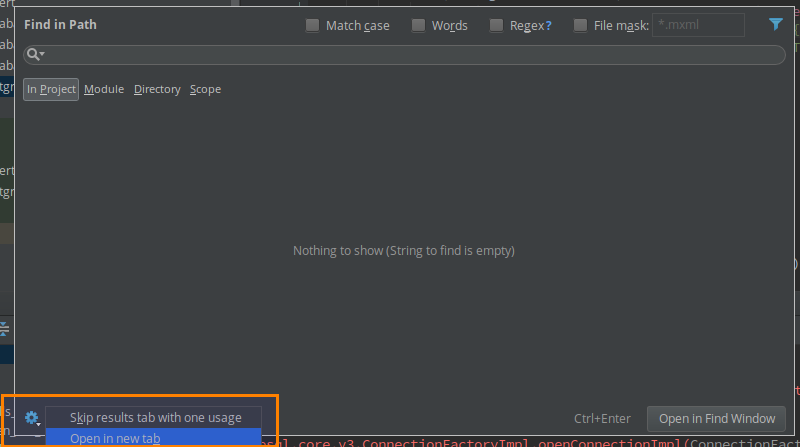 Find in Path
Match case
Words
Regex?
File mask:
*.mxml
In Project
Module
Directory
Scope
Nothing to show (String to find is empty)
Ctrl+Enter
Open in Find Window
Skip results tab with one usage
Open in new tab
core.v3.ConnectionFactoryImpl.openConnectionImpl(ConnectionFact